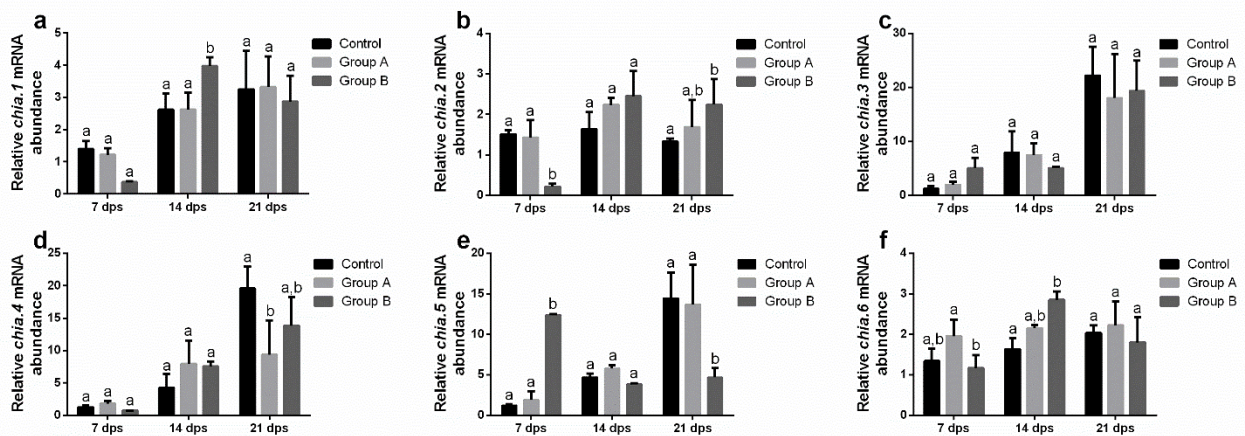 a
Relative chia.1 mRNA
abundance
5
4
3
2
1
0
a a a
a a b
a a a
7 dps 14 dps 21 dps
Control
Group A
Group B
b
Relative chia.2 mRNA
abundance
4
3
2
1
0
a a b
a a a
a a,b b
7 dps 14 dps 21 dps
Control
Group A
Group B
c
Relative chia.3 mRNA
abundance
30
20
10
0
a a a
a a a
a a a
7 dps 14 dps 21 dps
Control
Group A
Group B
d
Relative chia.4 mRNA
abundance
25
20
15
10
5
0
a a a
a a a
a b a,b
7 dps 14 dps 21 dps
Control
Group A
Group B
e
Relative chia.5 mRNA
abundance
20
15
10
5
0
a a b
a a a
a a b
7 dps 14 dps 21 dps
Control
Group A
Group B
f
Relative chia.6 mRNA
abundance
4
3
2
1
0
a,b a b
a a,b b
a a a
7 dps 14 dps 21 dps
Control
Group A
Group B